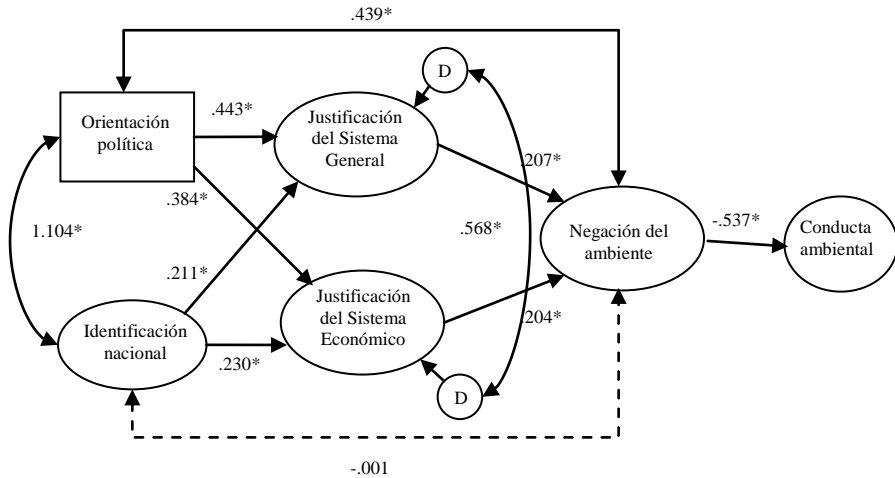 .439*
D
Orientación
política
.443*
Justificación
del Sistema
General
.207*
.384*
1.104*
.568*
Negación del
ambiente
-.537*
Conducta
ambiental
.211*
Justificación
del Sistema
Económico
.204*
Identificación
nacional
.230*
D
-.001